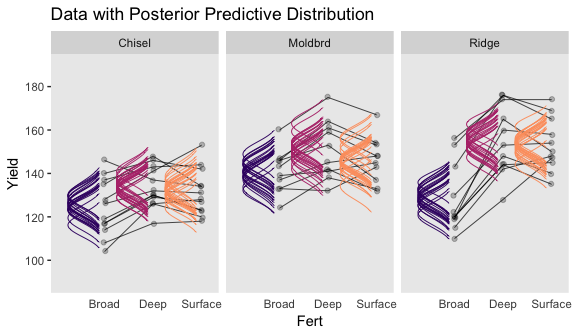 Data with Posterior Predictive Distribution
Chisel Moldbrd Ridge
180
160
140
120
100
Yield
Broad Deep Surface Broad Deep Surface Broad Deep Surface
Fert